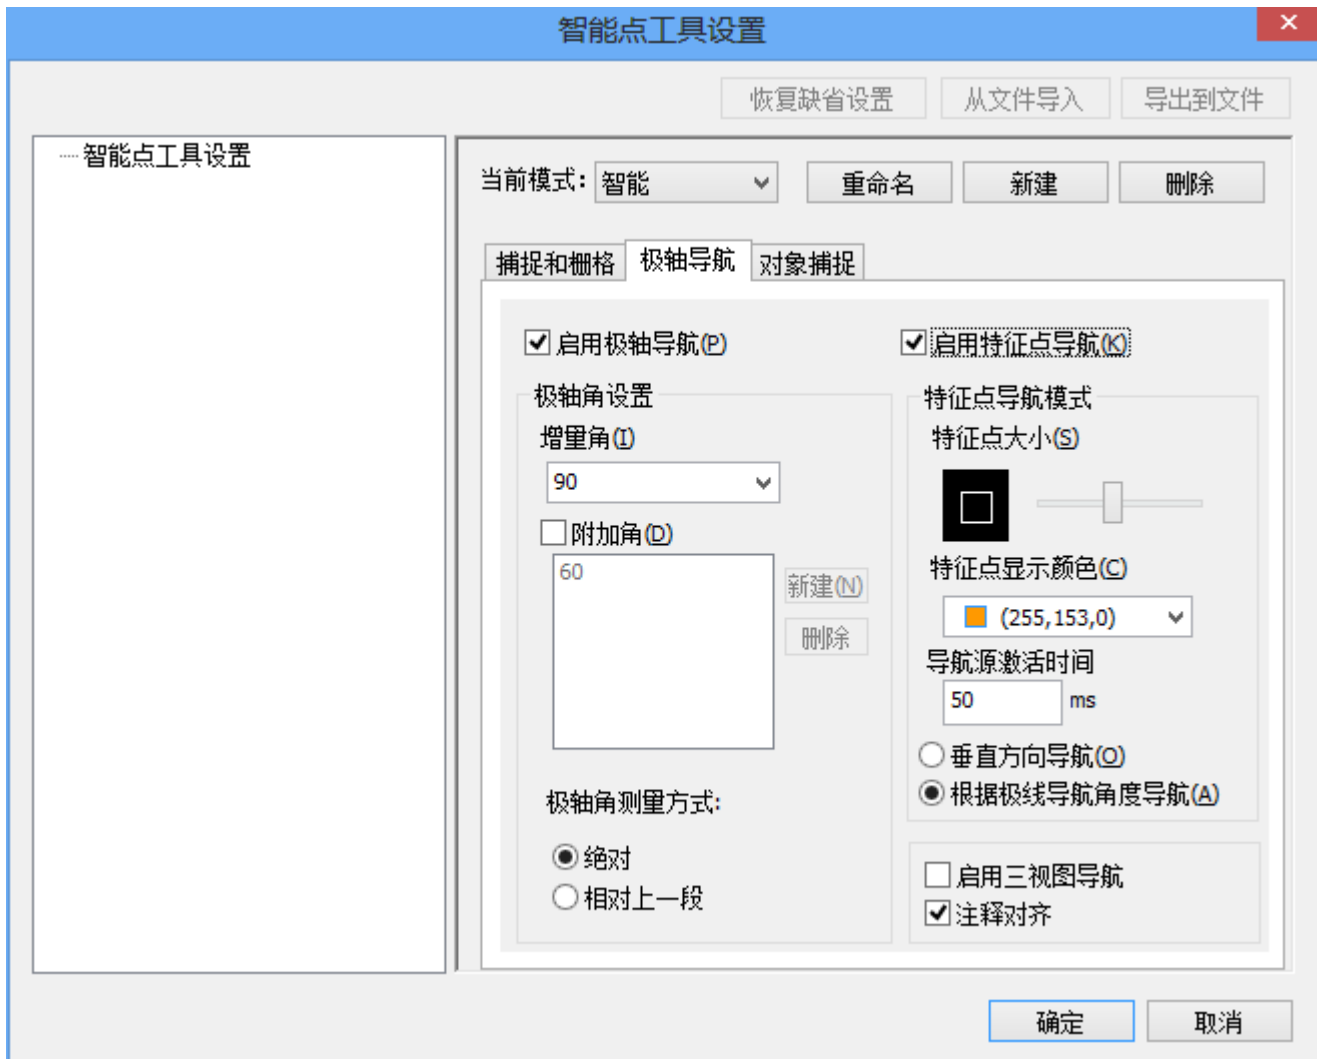 智能点工具设置
恢复缺省设置 从文件导入 导出到文件
智能点工具设置
当前模式: 智能 重命名 新建 删除
捕捉和栅格 极轴导航 对象捕捉
启用极轴导航(P) 启用特征点导航(K)
极轴角设置
增量角(I)
90
附加角(D)
60
新建(N)
删除
极轴角测量方式:
绝对
相对上一段
特征点导航模式
特征点大小(S)
特征点显示颜色(C)
(255,153,0)
导航源激活时间
50 ms
垂直方向导航(O)
根据极线导航角度导航(A)
启用三视图导航
注释对齐
确定 取消